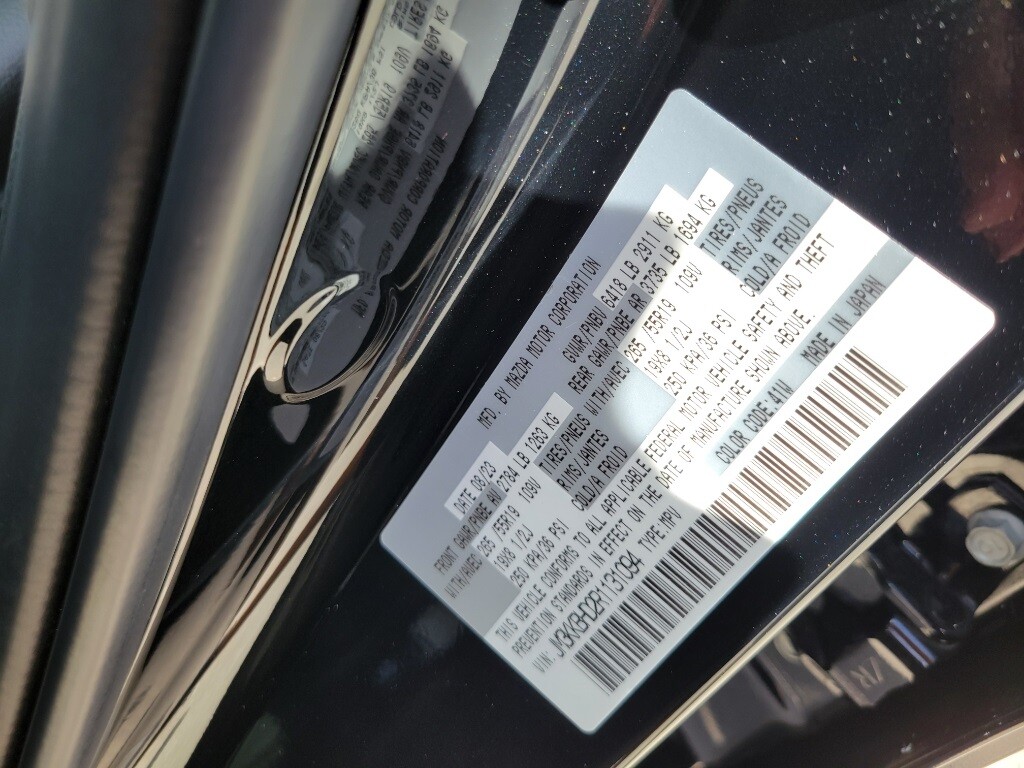 MFD. BY MAZDA MOTOR CORPORATION
DATE 08/23 GVWR/PNBV 6418 LB 2911 KG
FRONT GAWR/PNBE AV 2784 LB 1263 KG REAR GAWR/PNBE AR 3735 LB 1694 KG
WITH/AVEC 265 /55R19 109V TIRES/PNEUS WITH/AVEC 265 /55R19 109V TIRES/PNEUS
19X8 1/2J RIMS/JANTES 19X8 1/2J RIMS/JANTES
250 KPA/36 PSI COLD/A FROID 250 KPA/36 PSI COLD/A FROID
THIS VEHICLE CONFORMS TO ALL APPLICABLE FEDERAL MOTOR VEHICLE SAFETY AND THEFT
PREVENTION STANDARDS IN EFFECT ON THE DATE OF MANUFACTURE SHOWN ABOVE.
VIN: TYPE:MPV COLOR CODE:41W MADE IN JAPAN